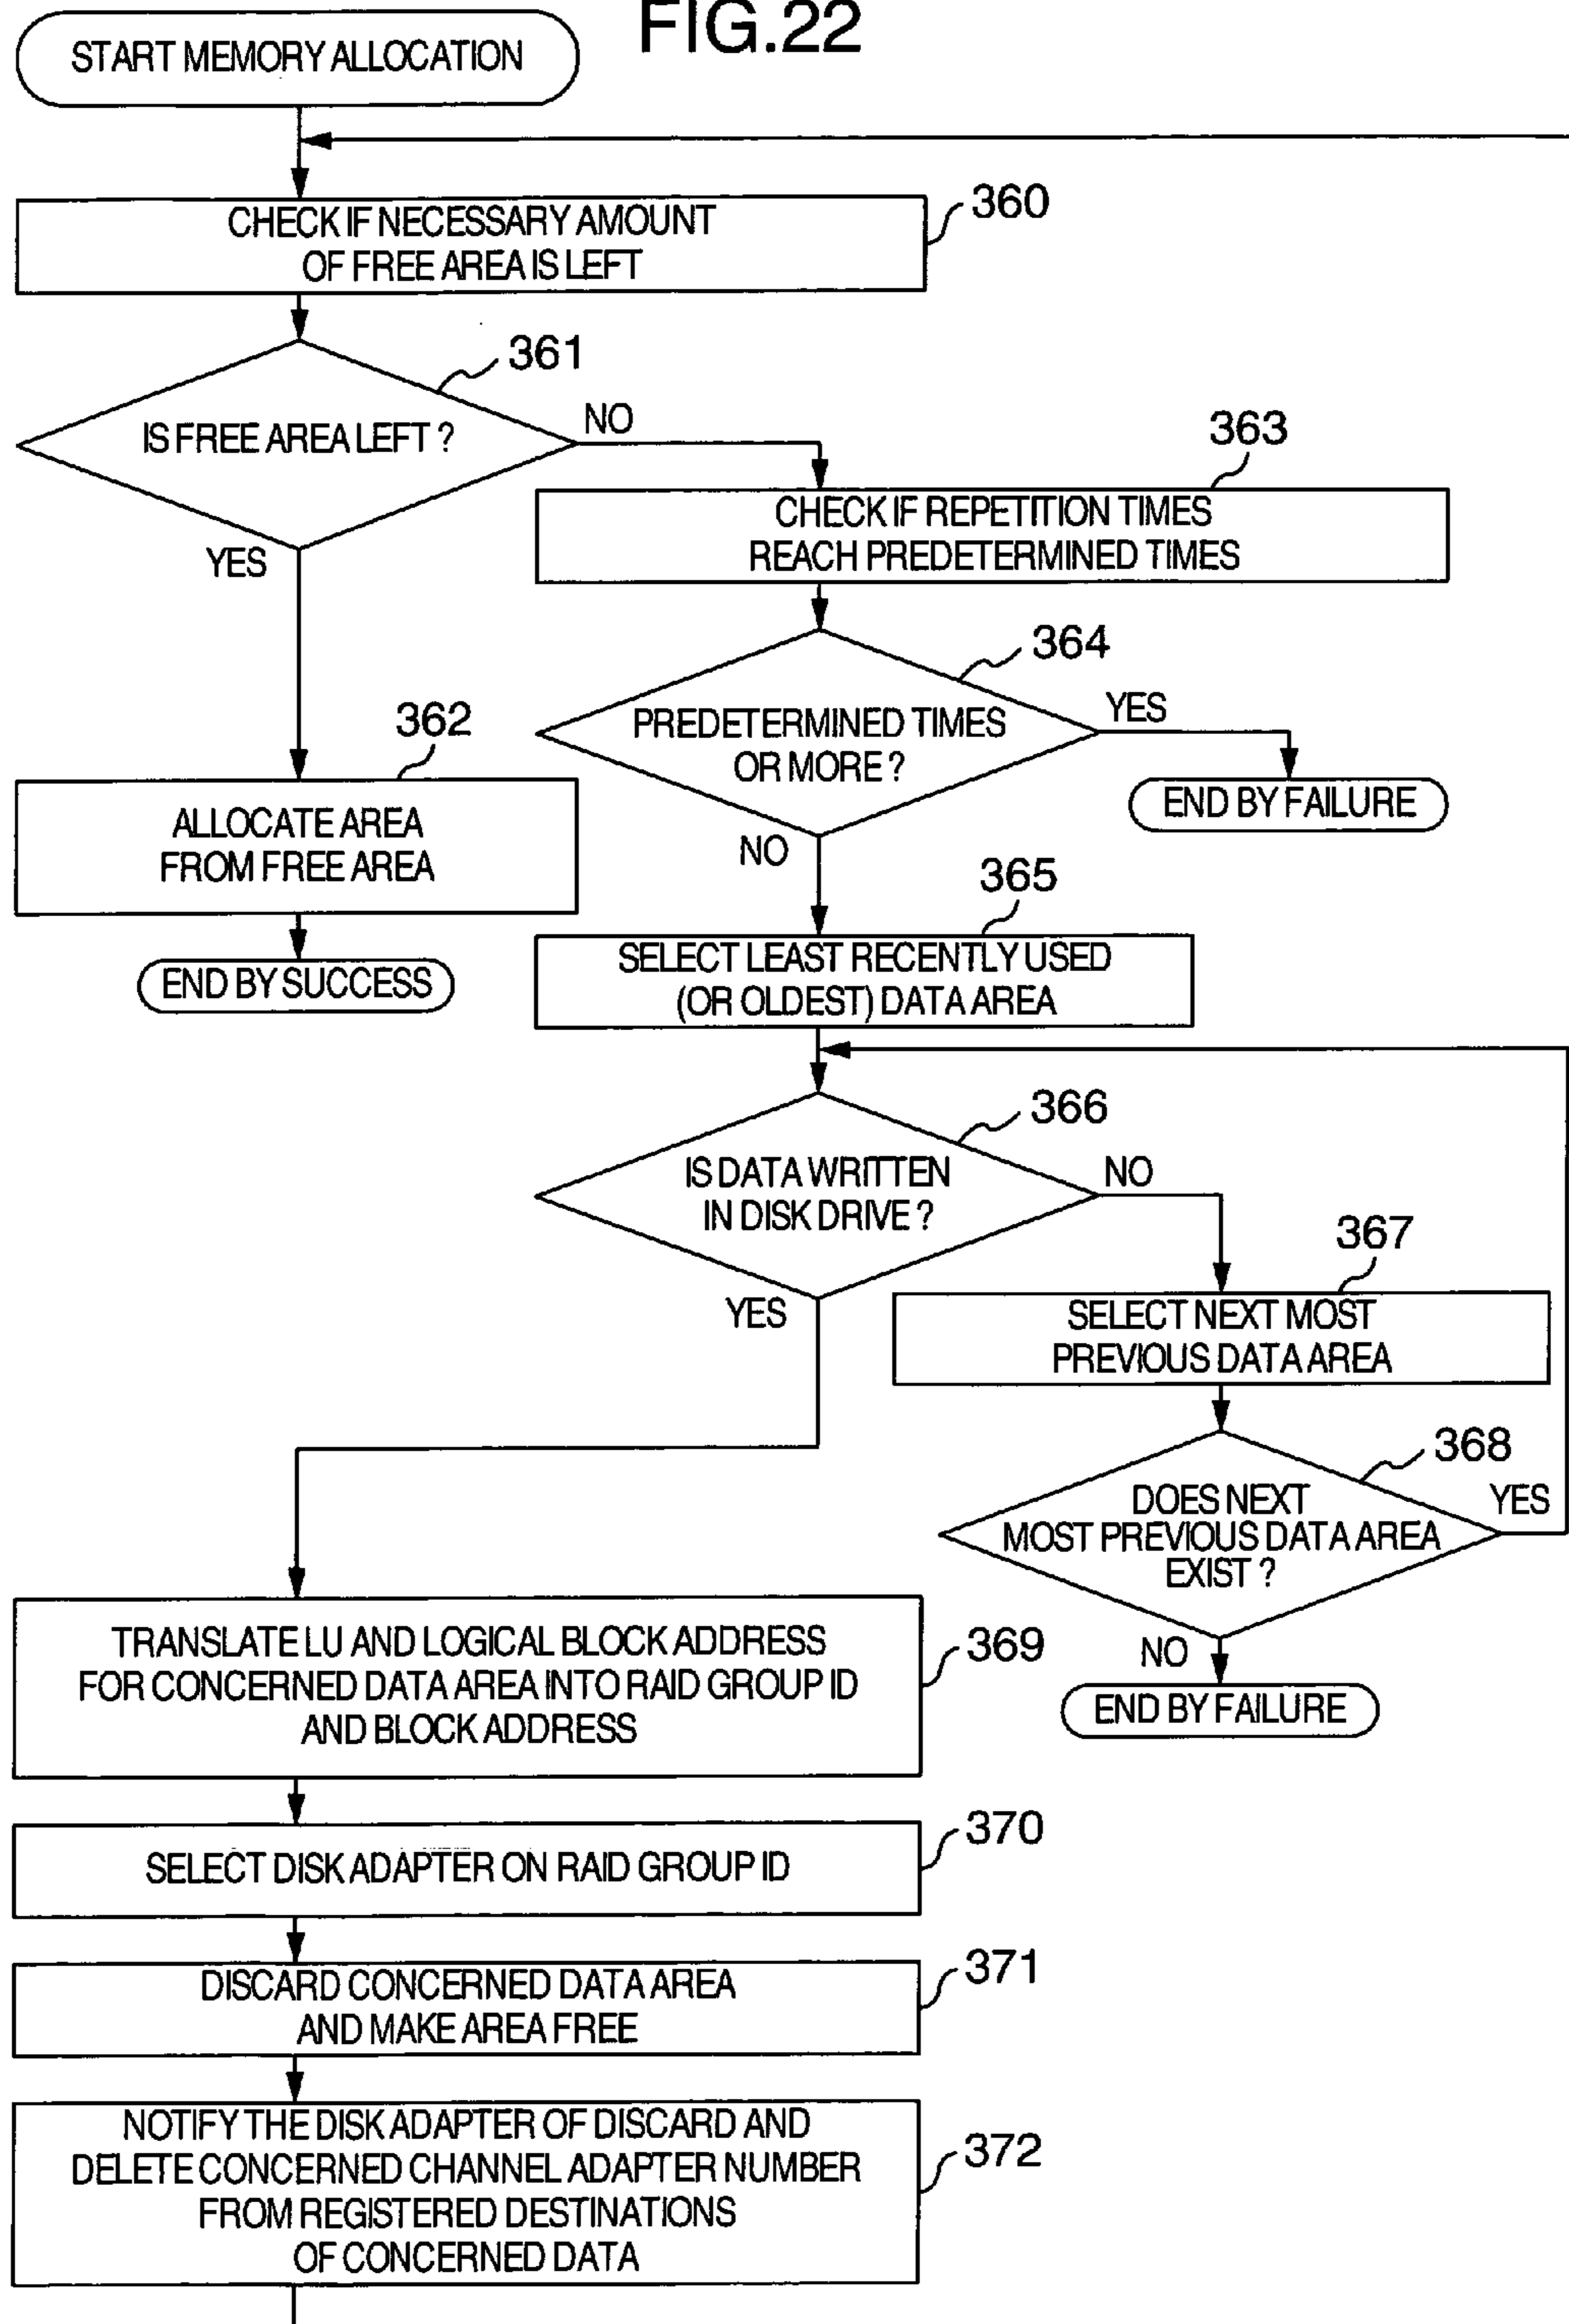 FIG.22
START MEMORY ALLOCATION
360
CHECK IF NECESSARY AMOUNT
OF FREE AREA IS LEFT
361
IS FREE AREA LEFT ?
NO
YES
363
CHECK IF REPETITION TIMES
REACH PREDETERMINED TIMES
364
PREDETERMINED TIMES
OR MORE ?
YES
NO
END BY FAILURE
362
ALLOCATE AREA
FROM FREE AREA
END BY SUCCESS
365
SELECT LEAST RECENTLY USED
(OR OLDEST) DATA AREA
366
IS DATA WRITTEN
IN DISK DRIVE ?
NO
YES
367
SELECT NEXT MOST
PREVIOUS DATA AREA
368
DOES NEXT
MOST PREVIOUS DATA AREA
EXIST ?
YES
NO
END BY FAILURE
369
TRANSLATE LU AND LOGICAL BLOCK ADDRESS
FOR CONCERNED DATA AREA INTO RAID GROUP ID
AND BLOCK ADDRESS
370
SELECT DISK ADAPTER ON RAID GROUP ID
371
DISCARD CONCERNED DATA AREA
AND MAKE AREA FREE
372
NOTIFY THE DISK ADAPTER OF DISCARD AND
DELETE CONCERNED CHANNEL ADAPTER NUMBER
FROM REGISTERED DESTINATIONS
OF CONCERNED DATA